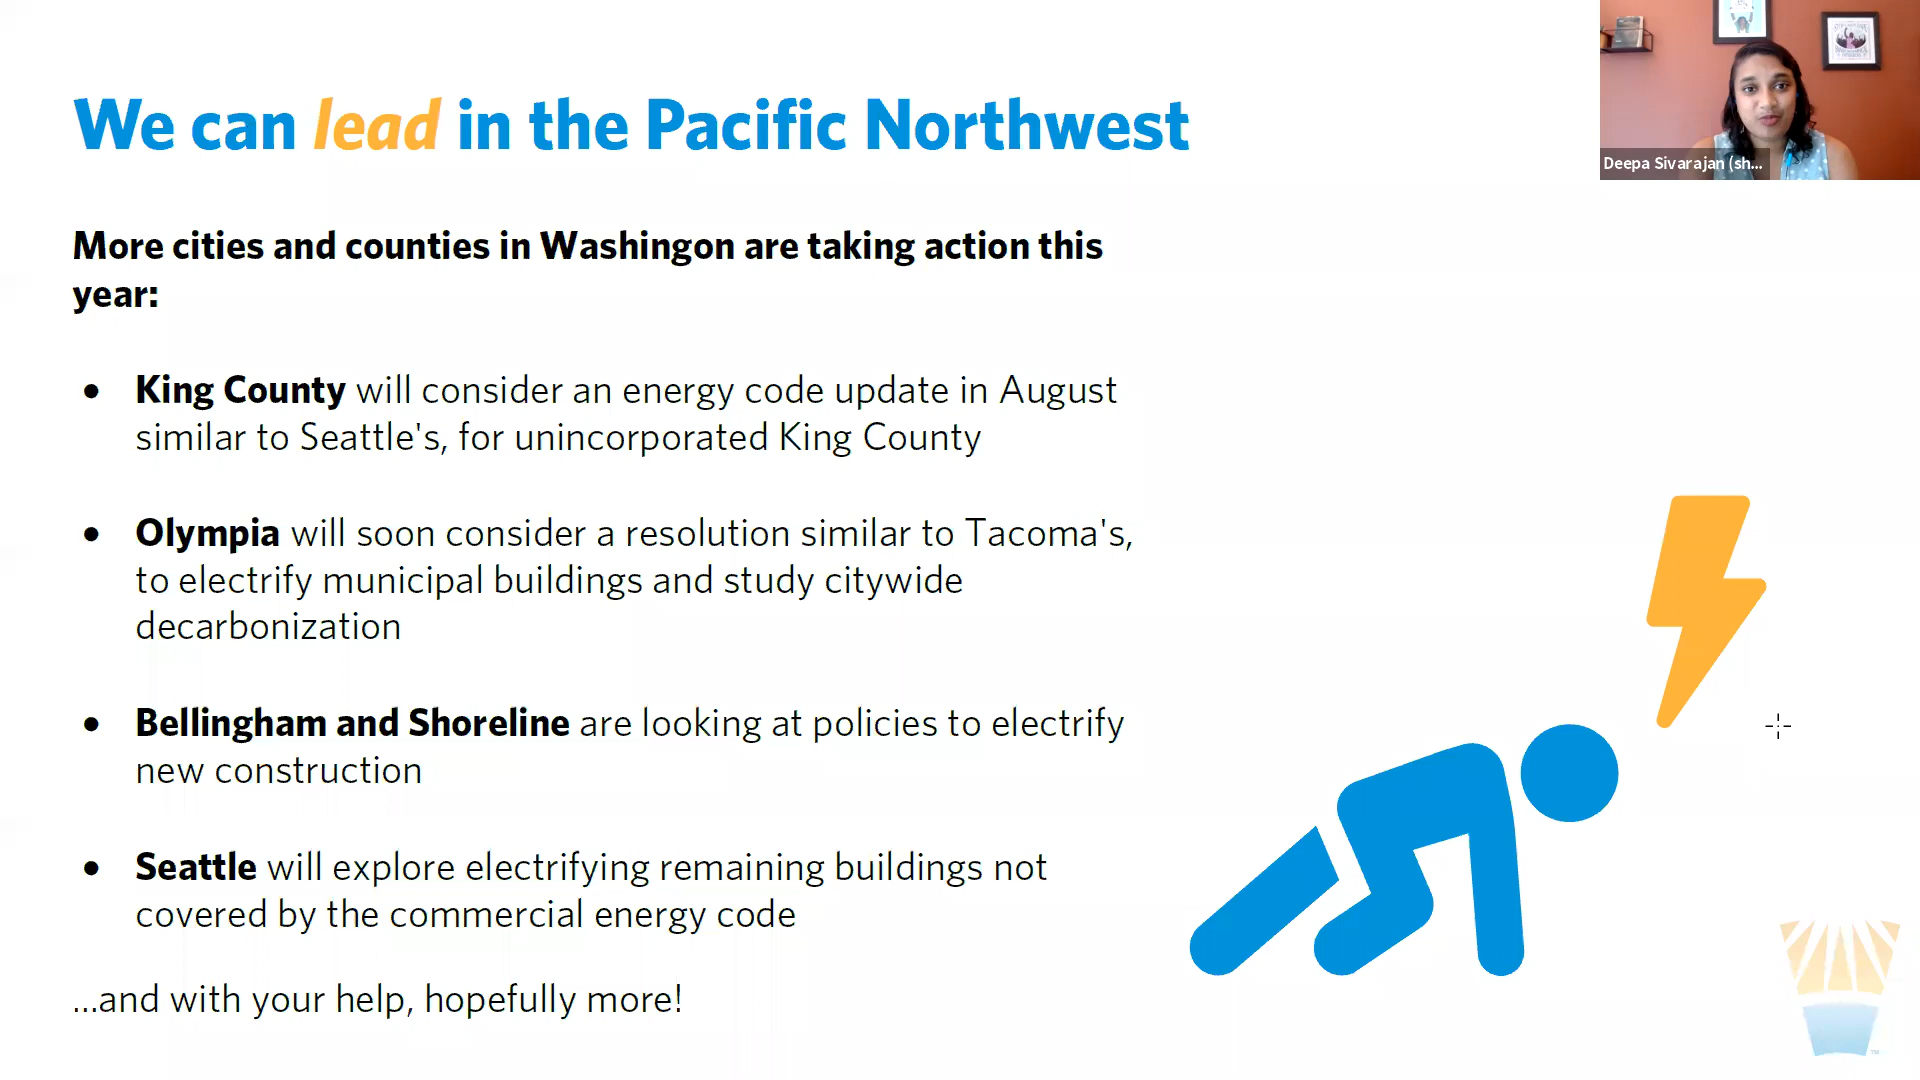 We can lead in the Pacific Northwest
Deepa Sivarajan (sh...
More cities and counties in Washingon are taking action this
year:
• King County will consider an energy code update in August
similar to Seattle's, for unincorporated King County
• Olympia will soon consider a resolution similar to Tacoma's,
to electrify municipal buildings and study citywide
decarbonization
• Bellingham and Shoreline are looking at policies to electrify
new construction
• Seattle will explore electrifying remaining buildings not
covered by the commercial energy code
...and with your help, hopefully more!
TM